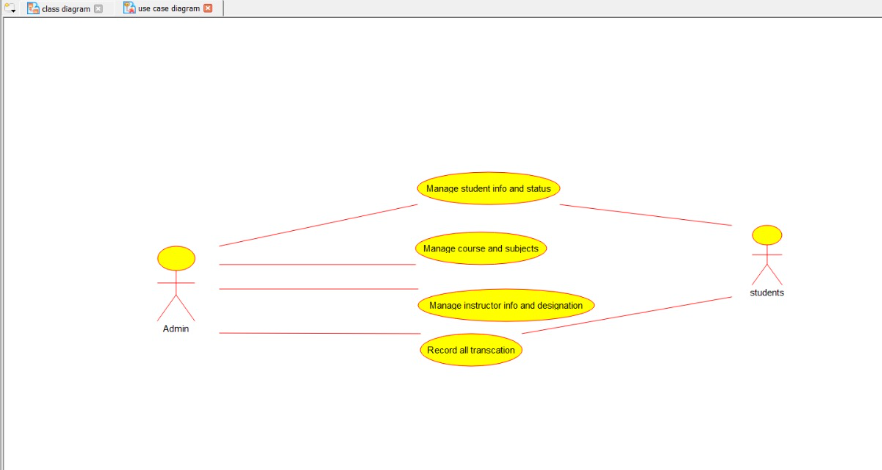 class diagram
use case diagram
Manage student info and status
Manage course and subjects
students
Manage instructor info and designation
Admin
Record all transcation